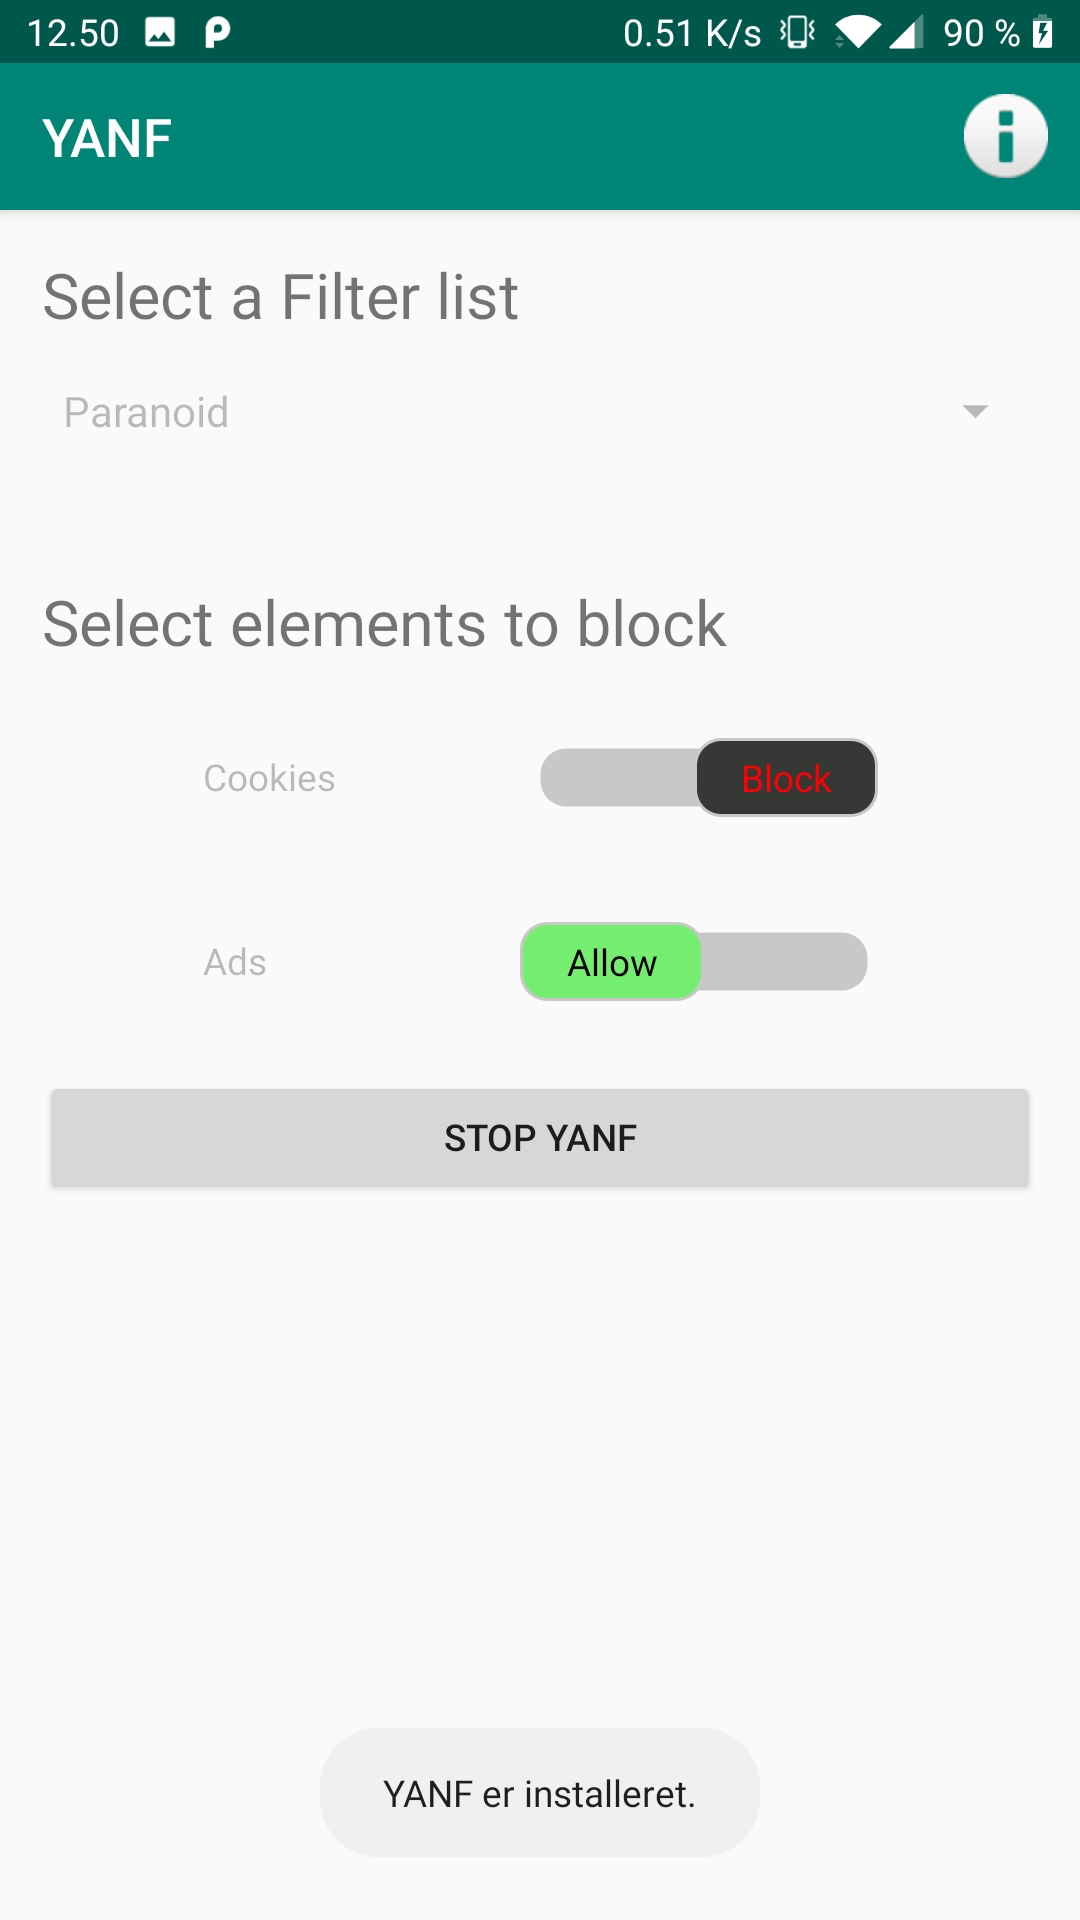 12.50 0.51 K/s 90 %
YANF
Select a Filter list
Paranoid
Select elements to block
Cookies Block
Ads Allow
STOP YANF
YANF er installeret.